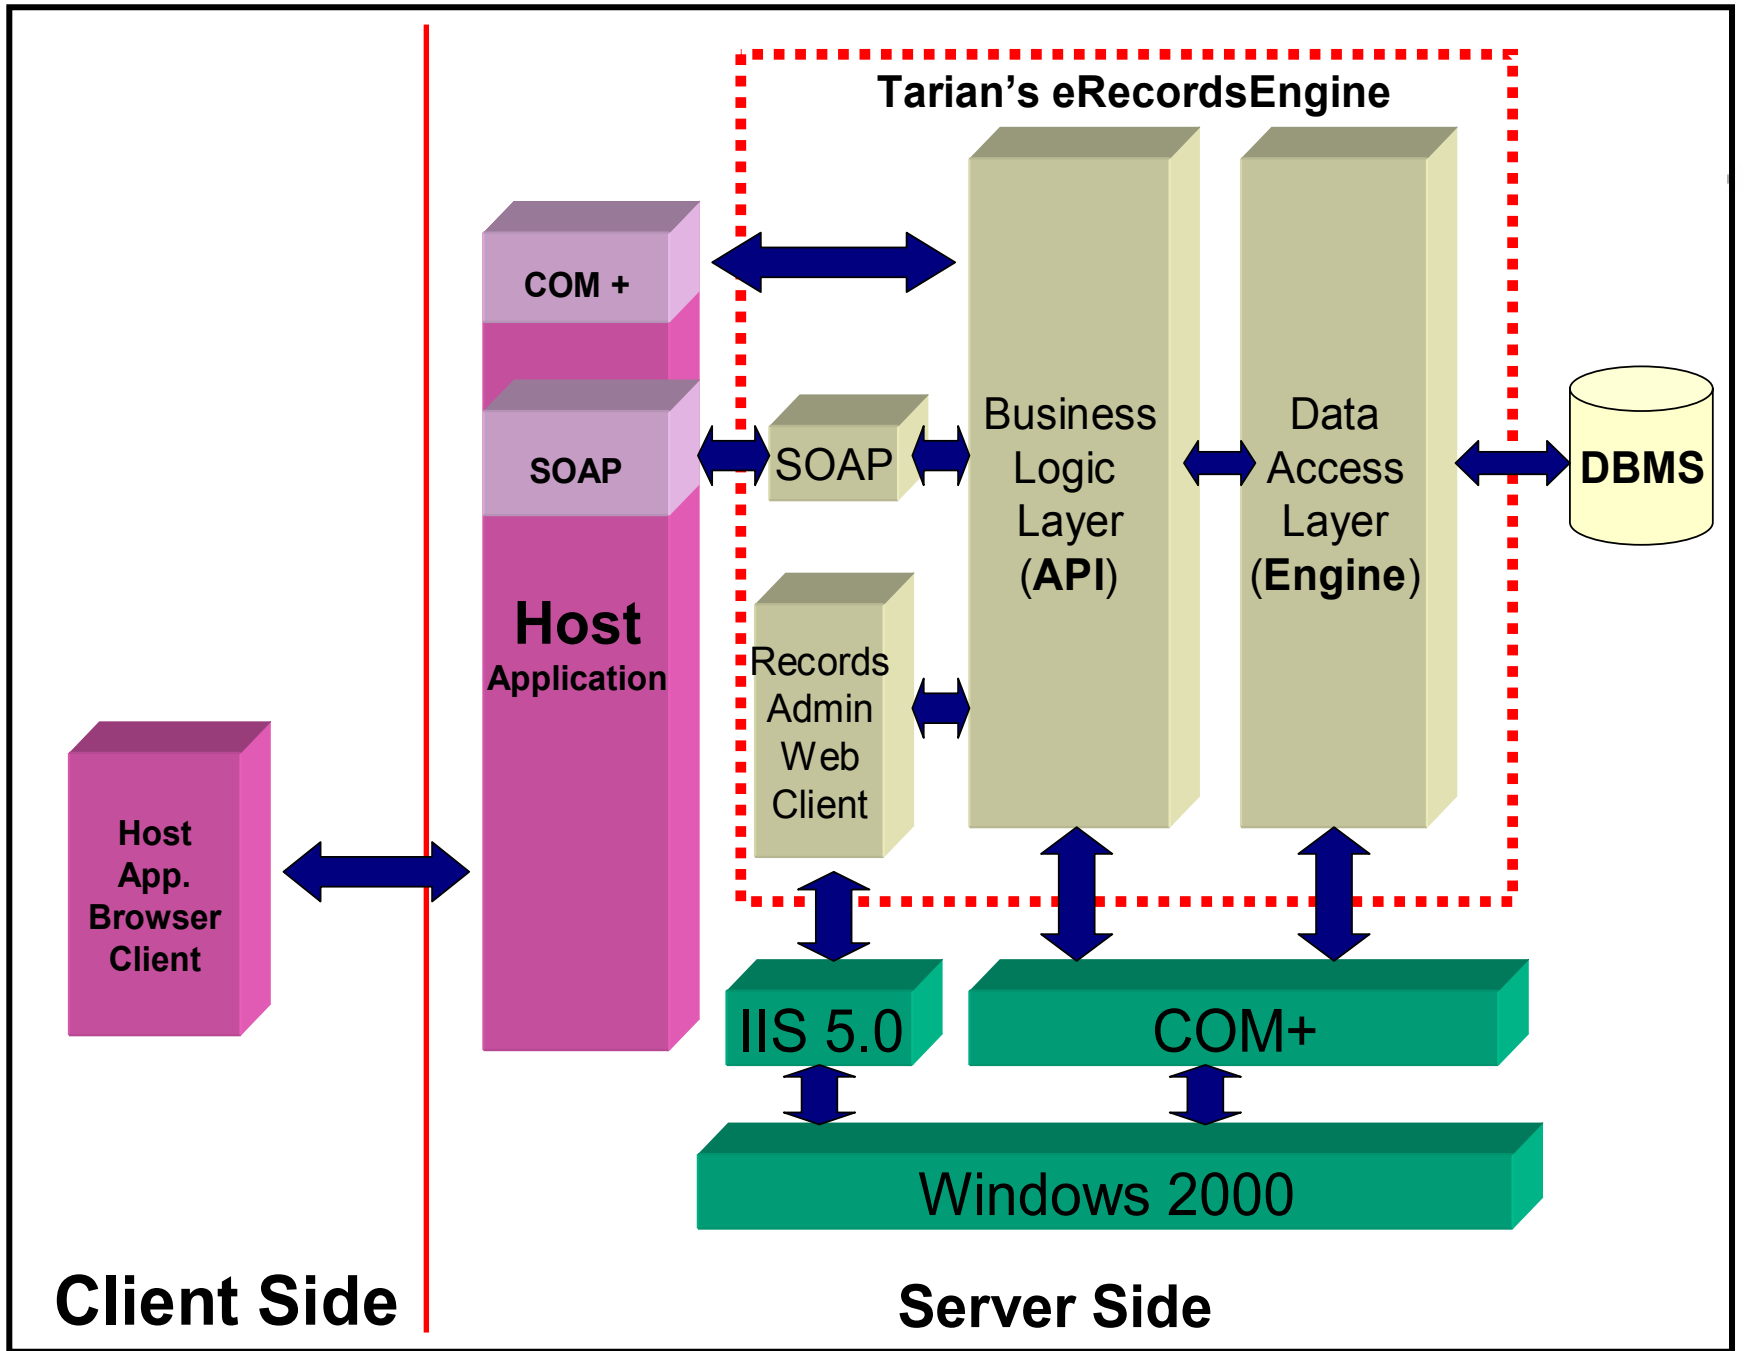 Tarian's eRecordsEngine
COM +
SOAP
Host
Application
SOAP
Records
Admin
Web
Client
Business
Logic
Layer
(API)
Data
Access
Layer
(Engine)
DBMS
Host
App.
Browser
Client
IIS 5.0
COM+
Windows 2000
Client Side
Server Side